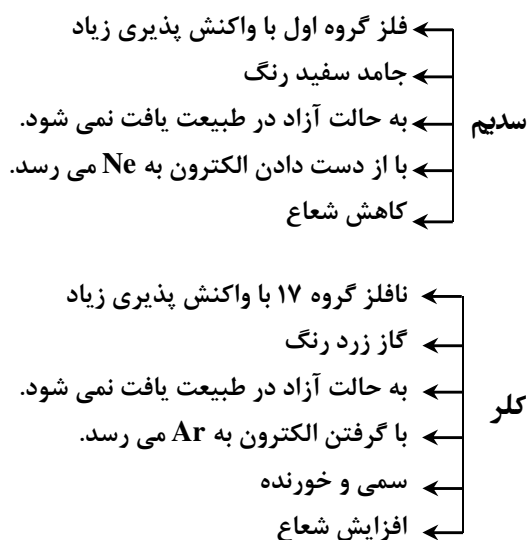 سدیم
فلز گروه اول با واکنش پذیری زیاد
جامد سفید رنگ
به حالت آزاد در طبیعت یافت نمی شود.
با از دست دادن الکترون به Ne می رسد.
کاهش شعاع
کلر
نافلز گروه ۱۷ با واکنش پذیری زیاد
گاز زرد رنگ
به حالت آزاد در طبیعت یافت نمی شود.
با گرفتن الکترون به Ar می رسد.
سمی و خورنده
افزایش شعاع